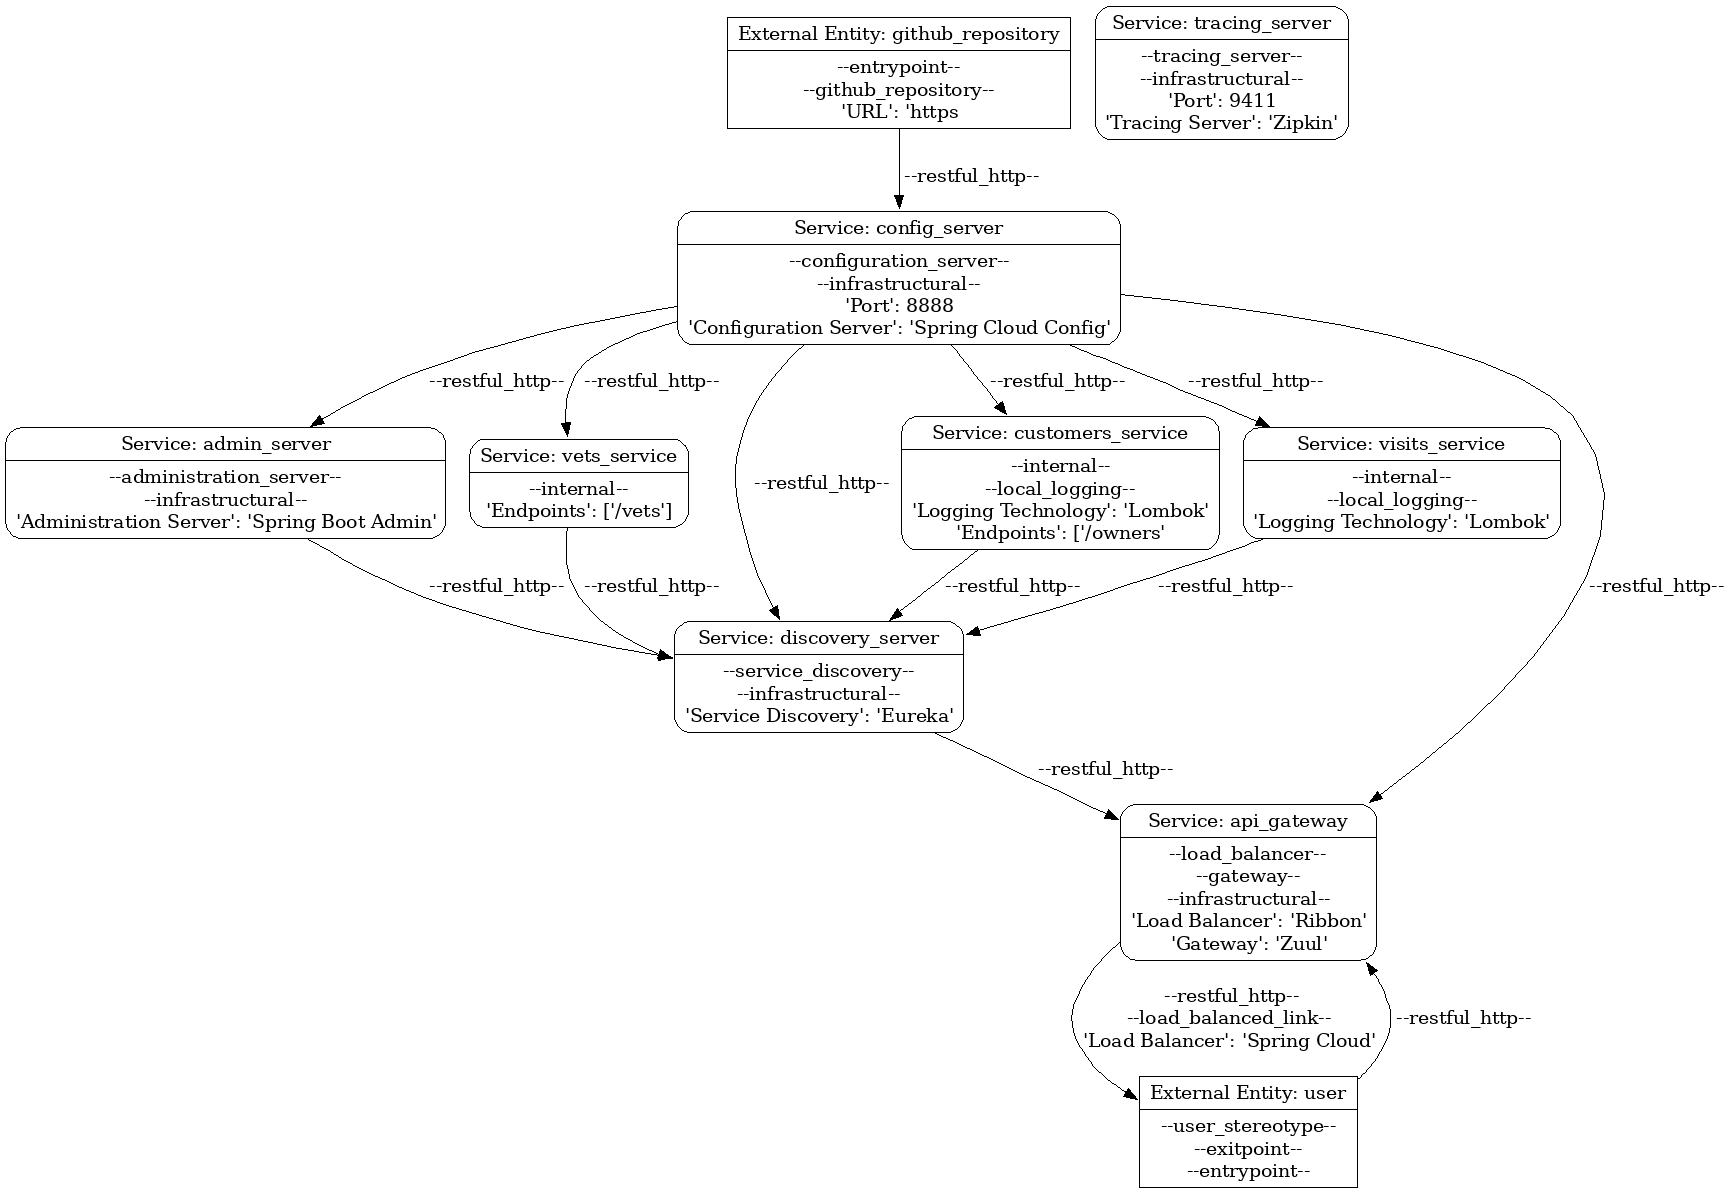 External Entity: github_repository
--entrypoint--
--github_repository--
'URL': 'https
Service: tracing_server
--tracing_server--
--infrastructural--
'Port': 9411
'Tracing Server': 'Zipkin'
--restful_http--
Service: config_server
--configuration_server--
--infrastructural--
'Port': 8888
'Configuration Server': 'Spring Cloud Config'
--restful_http--
--restful_http--
--restful_http--
--restful_http--
Service: admin_server
--administration_server--
--infrastructural--
'Administration Server': 'Spring Boot Admin'
Service: vets_service
--internal--
'Endpoints': ['/vets']
--restful_http--
Service: customers_service
--internal--
--local_logging--
'Logging Technology': 'Lombok'
'Endpoints': ['/owners'
Service: visits_service
--internal--
--local_logging--
'Logging Technology': 'Lombok'
--restful_http--
--restful_http--
--restful_http--
--restful_http--
--restful_http--
Service: discovery_server
--service_discovery--
--infrastructural--
'Service Discovery': 'Eureka'
--restful_http--
Service: api_gateway
--load_balancer--
--gateway--
--infrastructural--
'Load Balancer': 'Ribbon'
'Gateway': 'Zuul'
--restful_http--
--load_balanced_link--
'Load Balancer': 'Spring Cloud'
--restful_http--
External Entity: user
--user_stereotype--
--exitpoint--
--entrypoint--